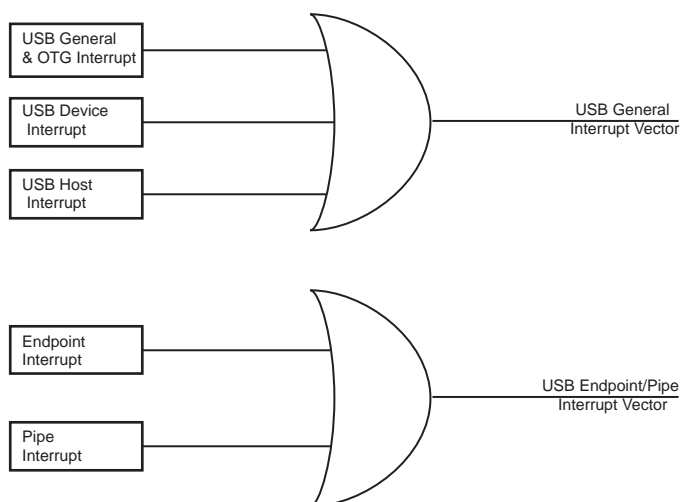 USB General
& OTG Interrupt
USB Device
Interrupt
USB Host
Interrupt
USB General
Interrupt Vector
Endpoint
Interrupt
Pipe
Interrupt
USB Endpoint/Pipe
Interrupt Vector